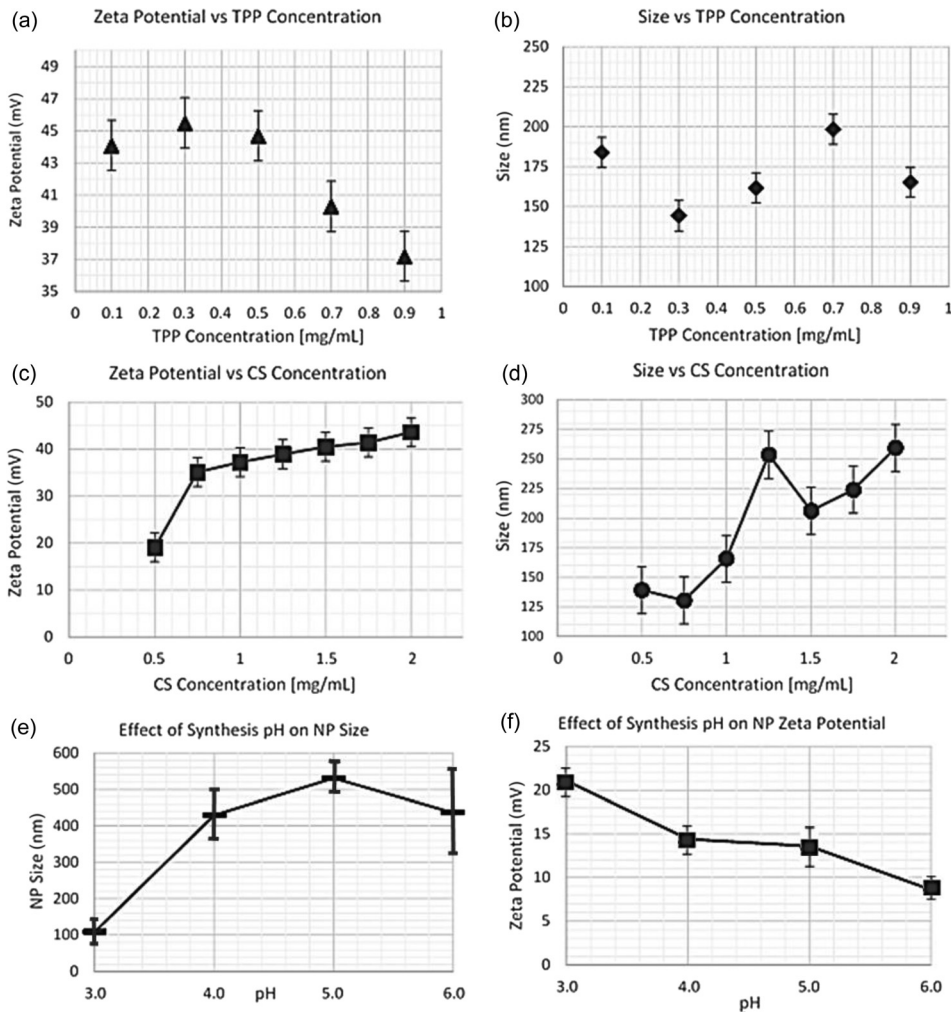 (a)
Zeta Potential vs TPP Concentration
Zeta Potential (mV)
49
47
45
43
41
39
37
35
0 0.1 0.2 0.3 0.4 0.5 0.6 0.7 0.8 0.9 1
TPP Concentration [mg/mL]
(b)
Size vs TPP Concentration
Size (nm)
250
225
200
175
150
125
100
0 0.1 0.2 0.3 0.4 0.5 0.6 0.7 0.8 0.9 1
TPP Concentration [mg/mL]
(c)
Zeta Potential vs CS Concentration
Zeta Potential (mV)
50
40
30
20
10
0
0 0.5 1 1.5 2
CS Concentration [mg/mL]
(d)
Size vs CS Concentration
Size (nm)
300
275
250
225
200
175
150
125
100
0 0.5 1 1.5 2
CS Concentration [mg/mL]
(e)
Effect of Synthesis pH on NP Size
NP Size (nm)
600
500
400
300
200
100
0
3.0 4.0 5.0 6.0
pH
(f)
Effect of Synthesis pH on NP Zeta Potential
Zeta Potential (mV)
25
20
15
10
5
0
3.0 4.0 5.0 6.0
pH